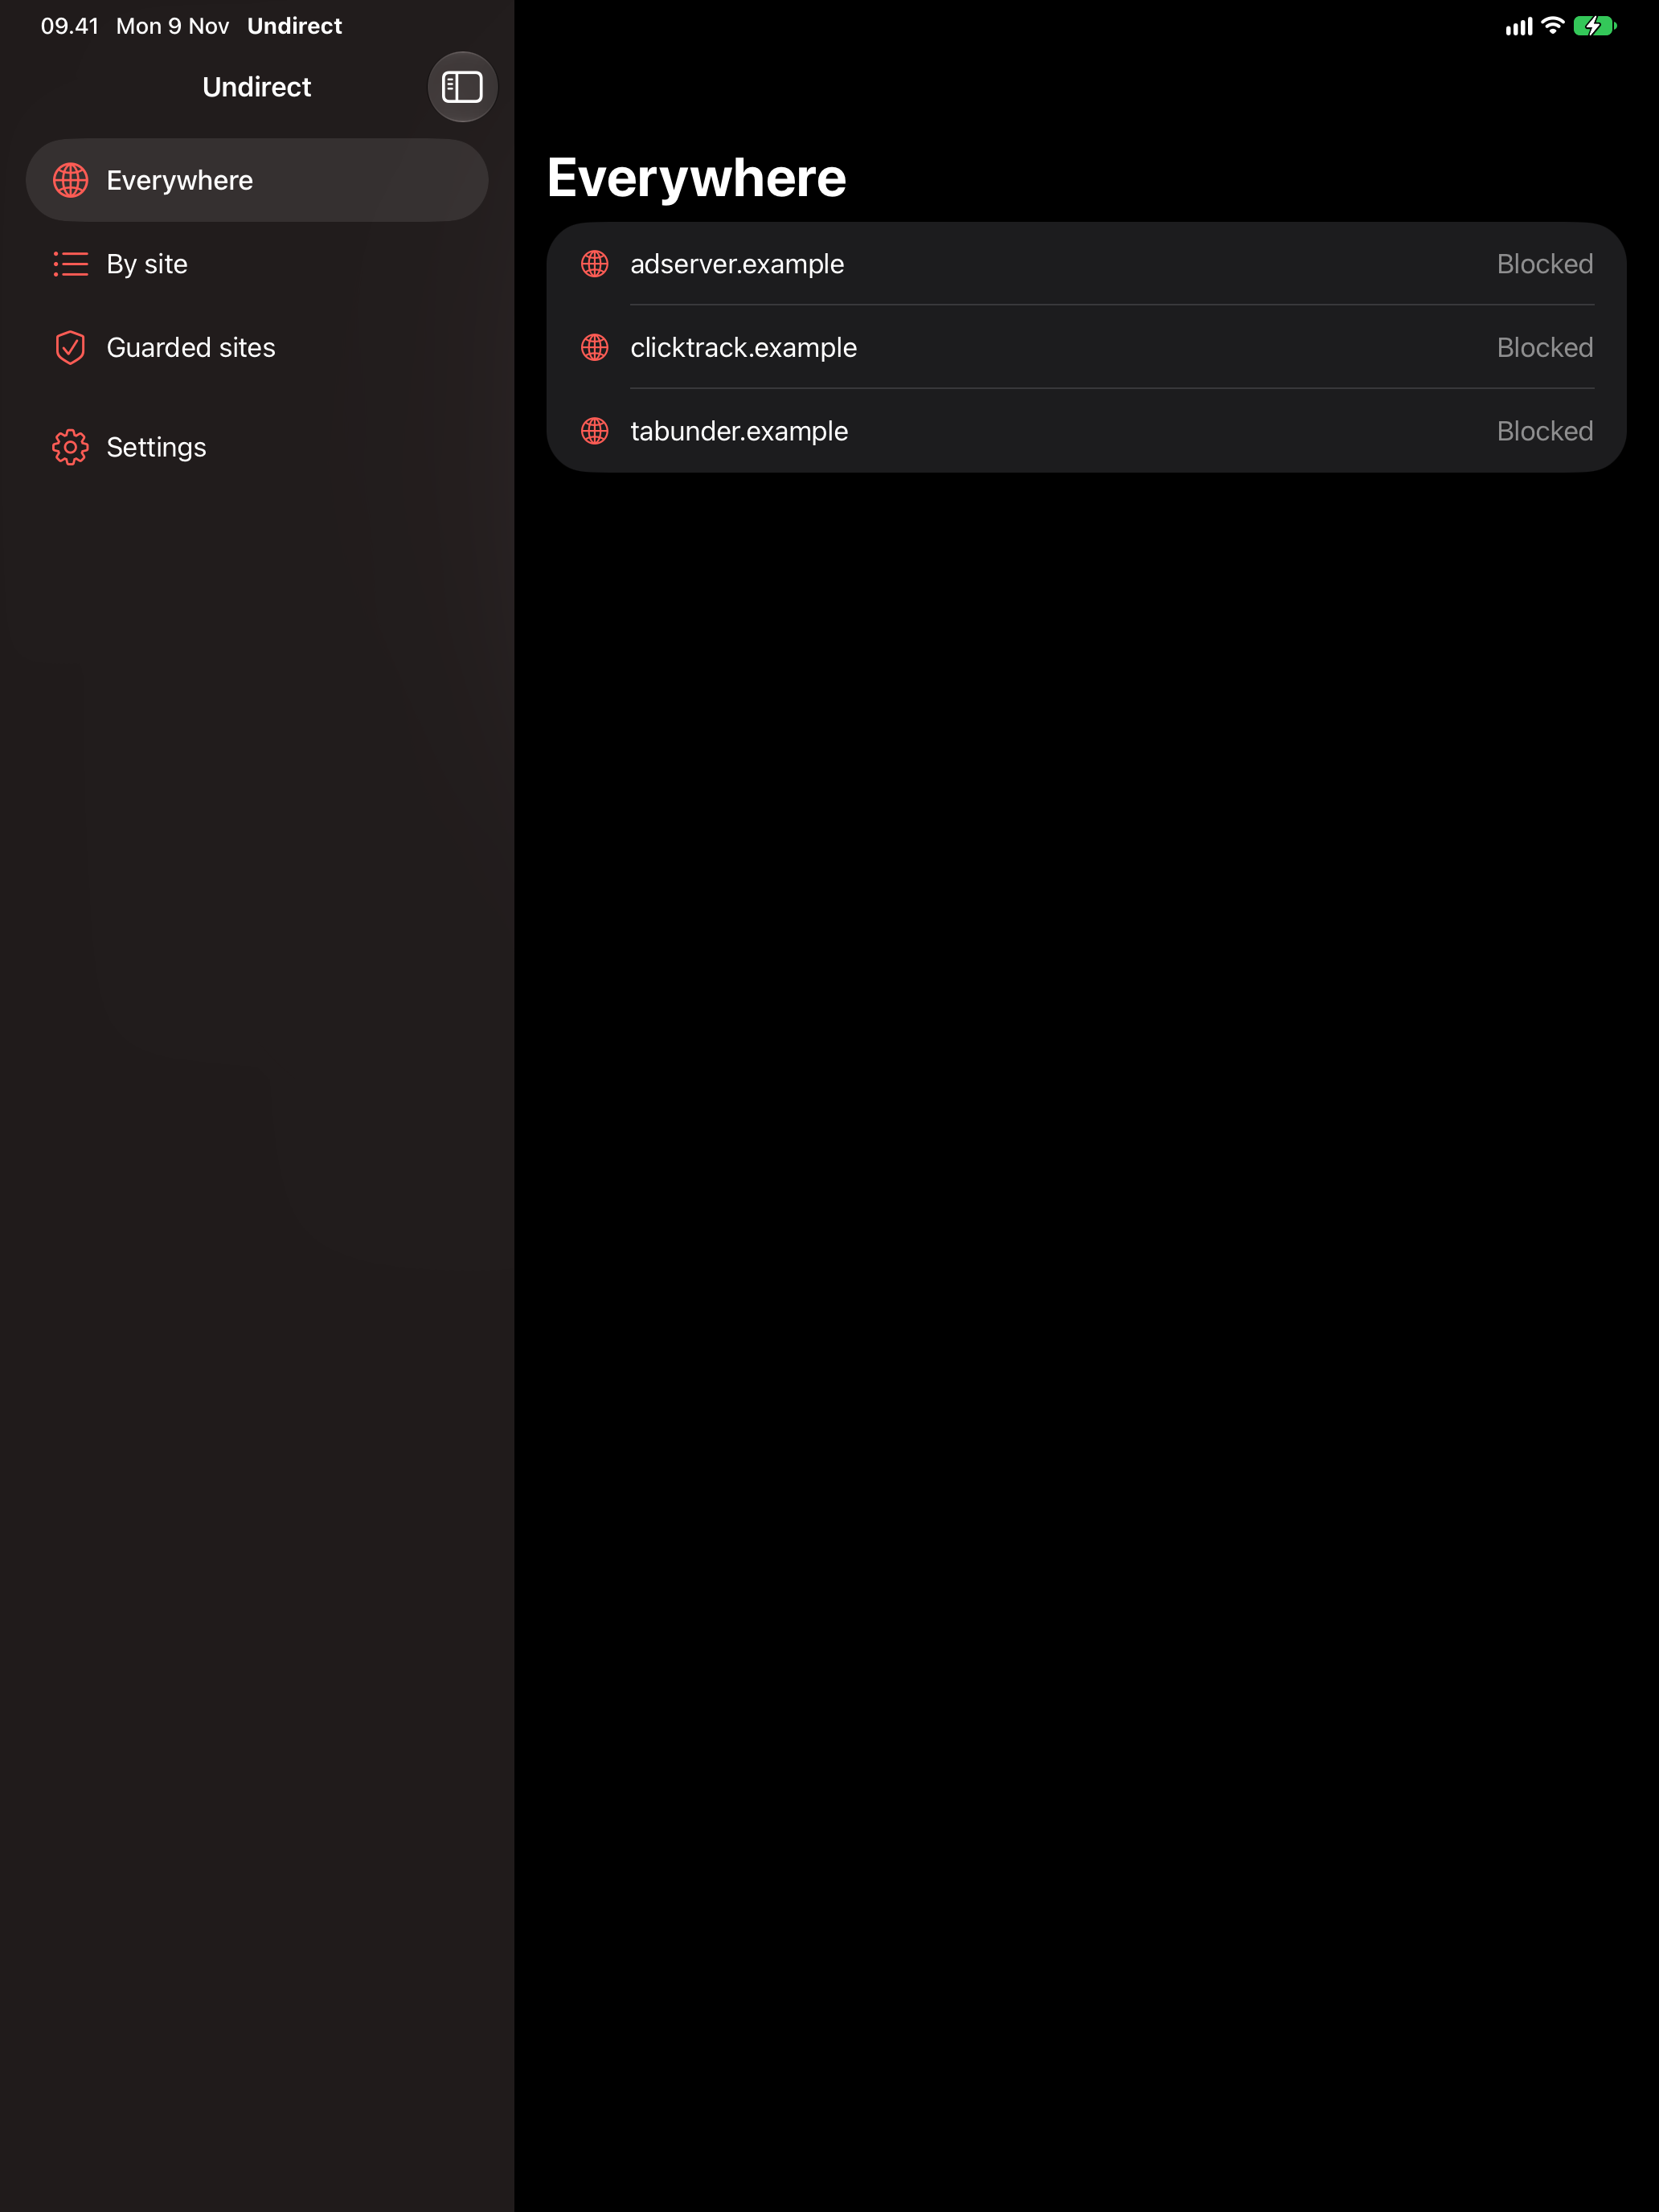 09.41 Mon 9 Nov Undirect
Undirect
Everywhere
By site
Guarded sites
Settings
Everywhere
adserver.example Blocked
clicktrack.example Blocked
tabunder.example Blocked